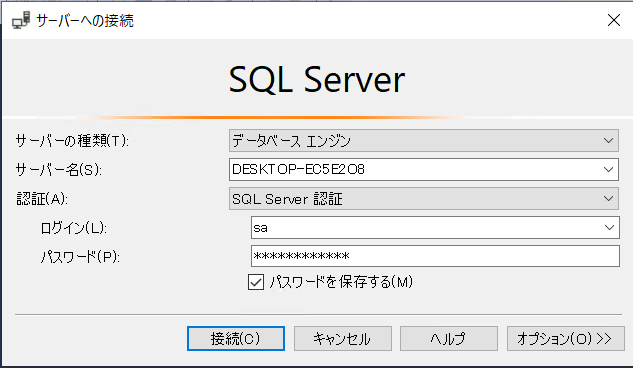 サーバーへの接続
SQL Server
サーバーの種類(T): データベース エンジン
サーバー名(S): DESKTOP-EC5E2O8
認証(A): SQL Server 認証
ログイン(L): sa
パスワード(P): ************
パスワードを保存する(M)
接続(C) キャンセル ヘルプ オプション(O) >>